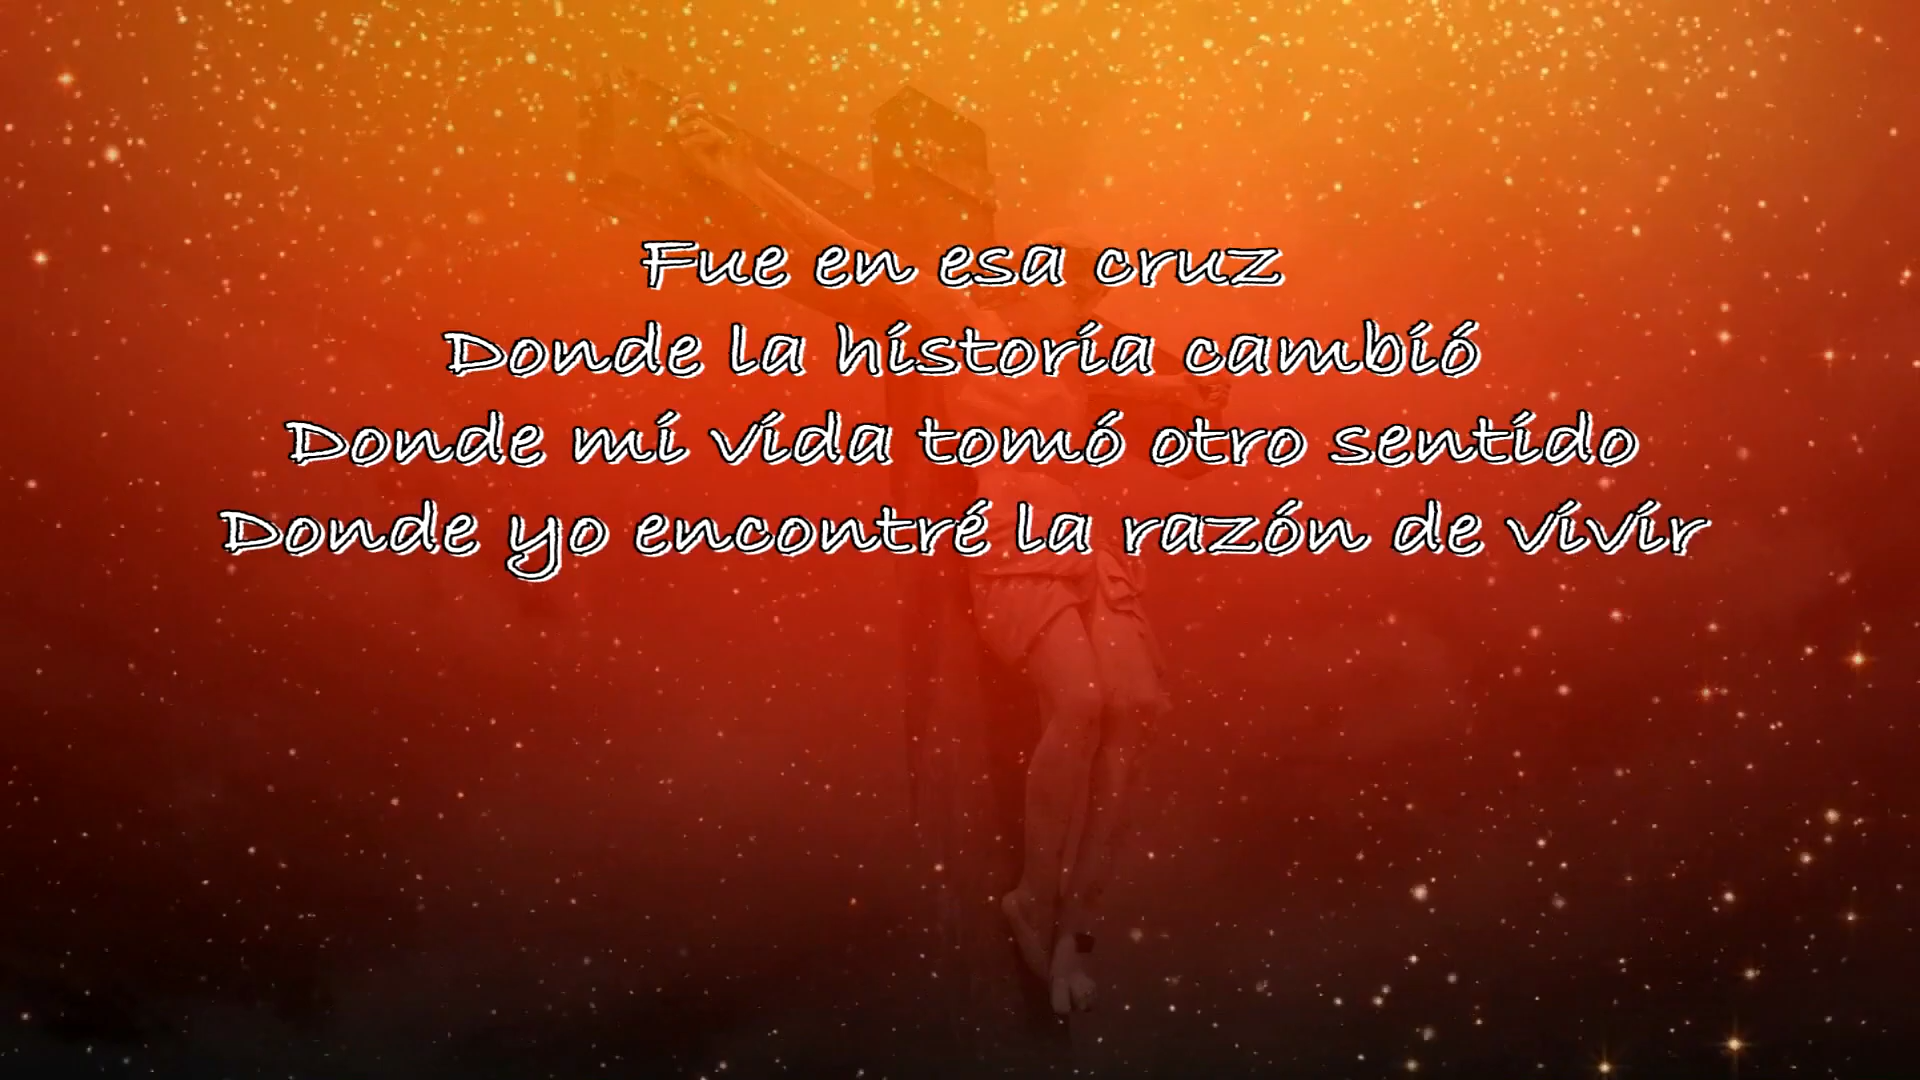 Fue en esa cruz
Donde la historia cambió
Donde mi vida tomó otro sentido
Donde yo encontré la razón de vivir